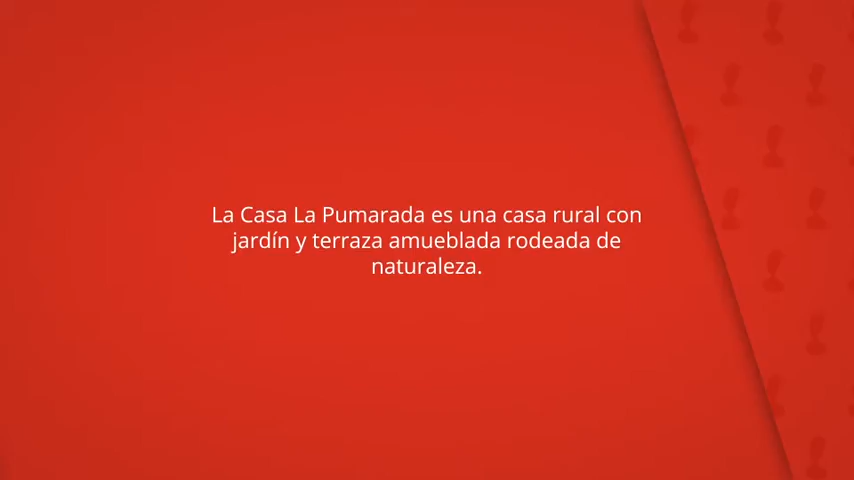 La Casa La Pumarada es una casa rural con
jardín y terraza amueblada rodeada de
naturaleza.